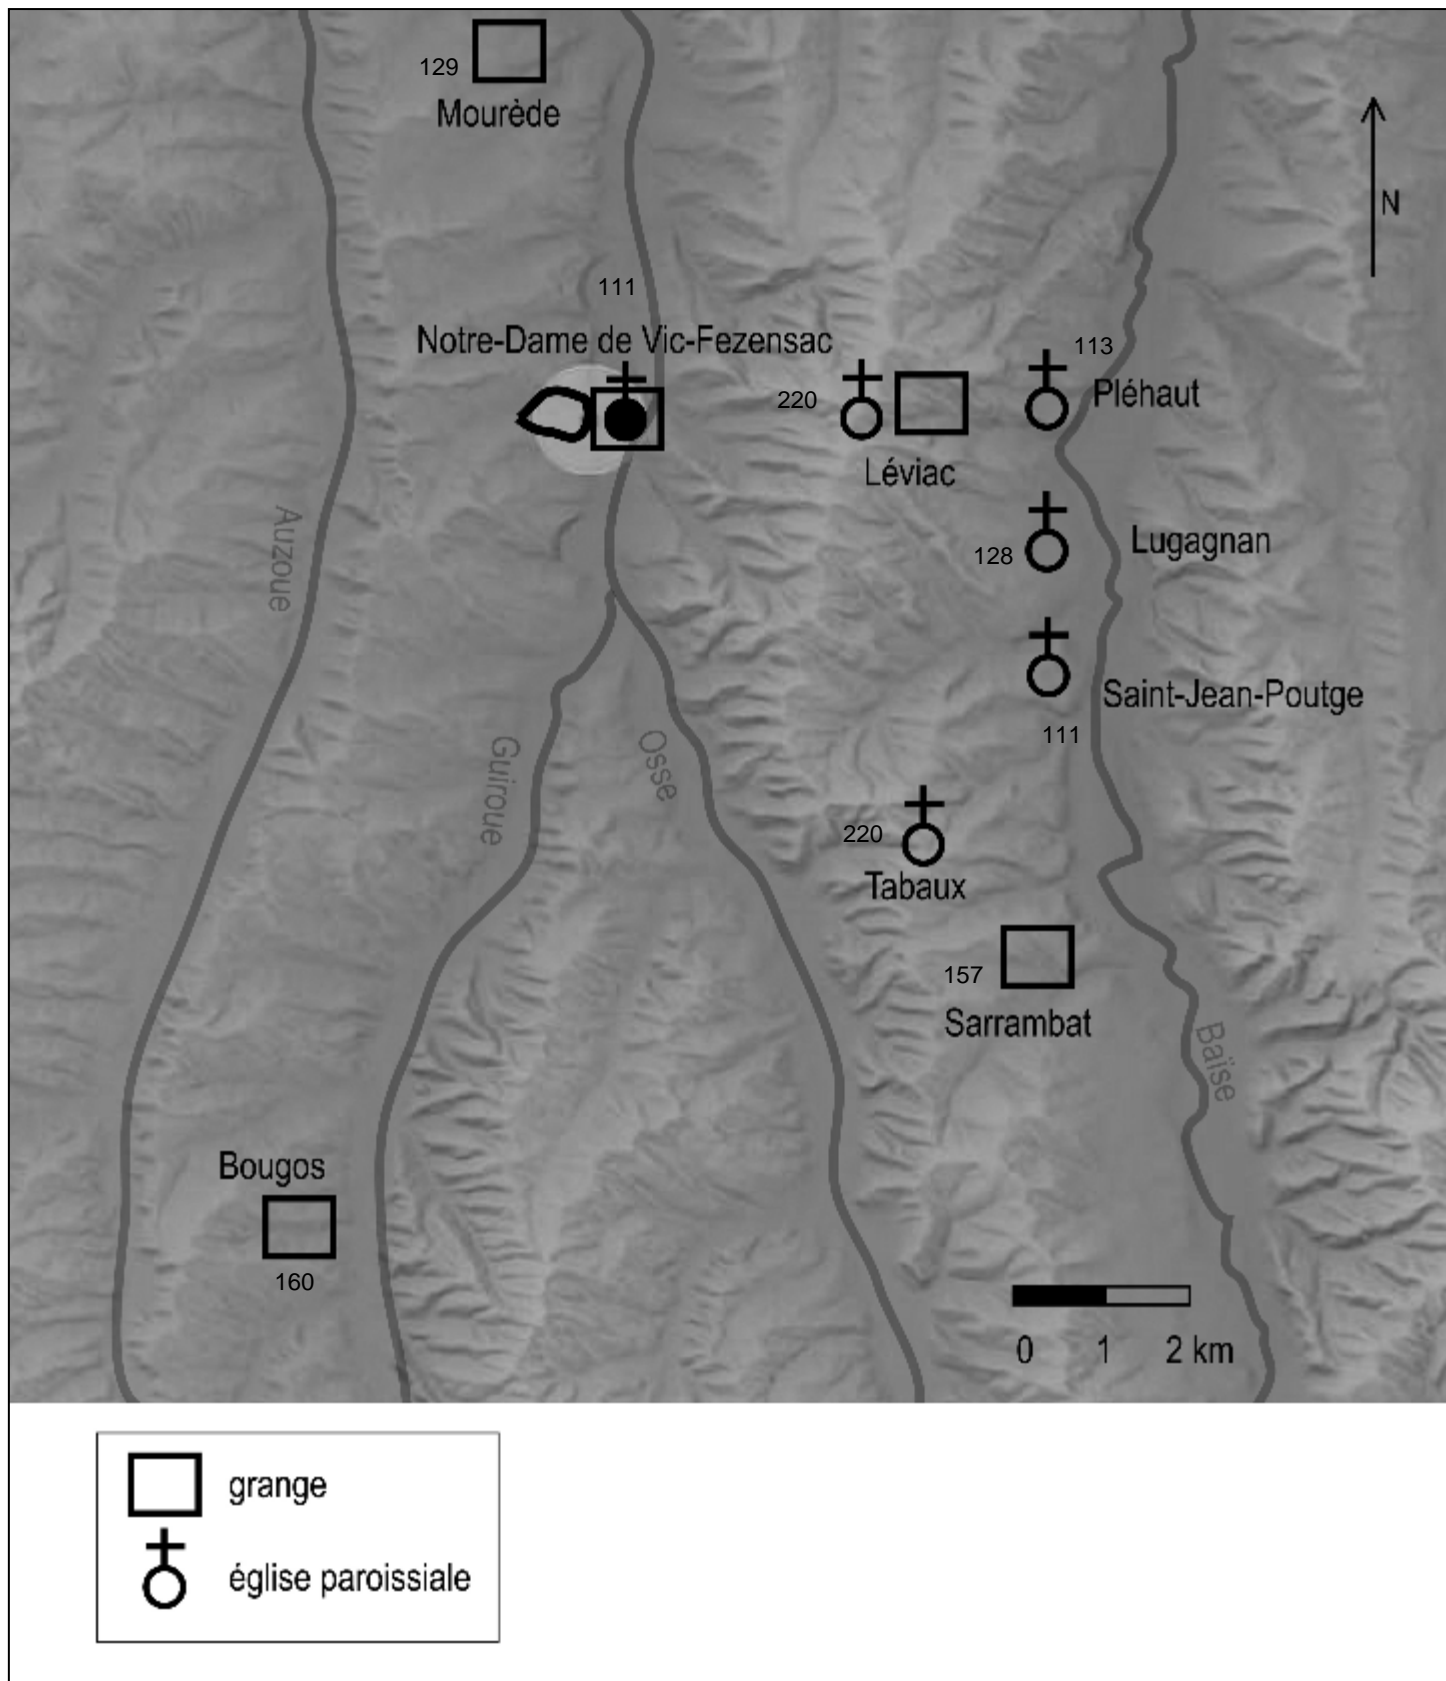 129
Mourède
N
111
Notre-Dame de Vic-Fezensac
113
Pléhaut
220
Léviac
Auzoue
128
Lugagnan
Saint-Jean-Poutge
111
Guiroue
Osse
220
Tabaux
157
Sarrambat
Baïse
Bougos
160
0 1 2 km
grange
église paroissiale